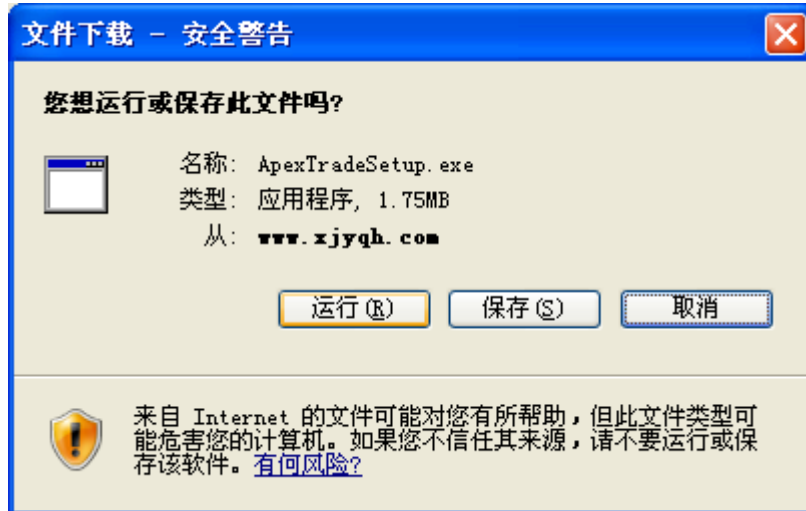 文件下载 - 安全警告
您想运行或保存此文件吗?
名称: ApexTradeSetup.exe
类型: 应用程序, 1.75MB
从: www.xjyqh.com
运行(R) 保存(S) 取消
来自 Internet 的文件可能对您有所帮助，但此文件类型可
能危害您的计算机。如果您不信任其来源，请不要运行或保
存该软件。有何风险?